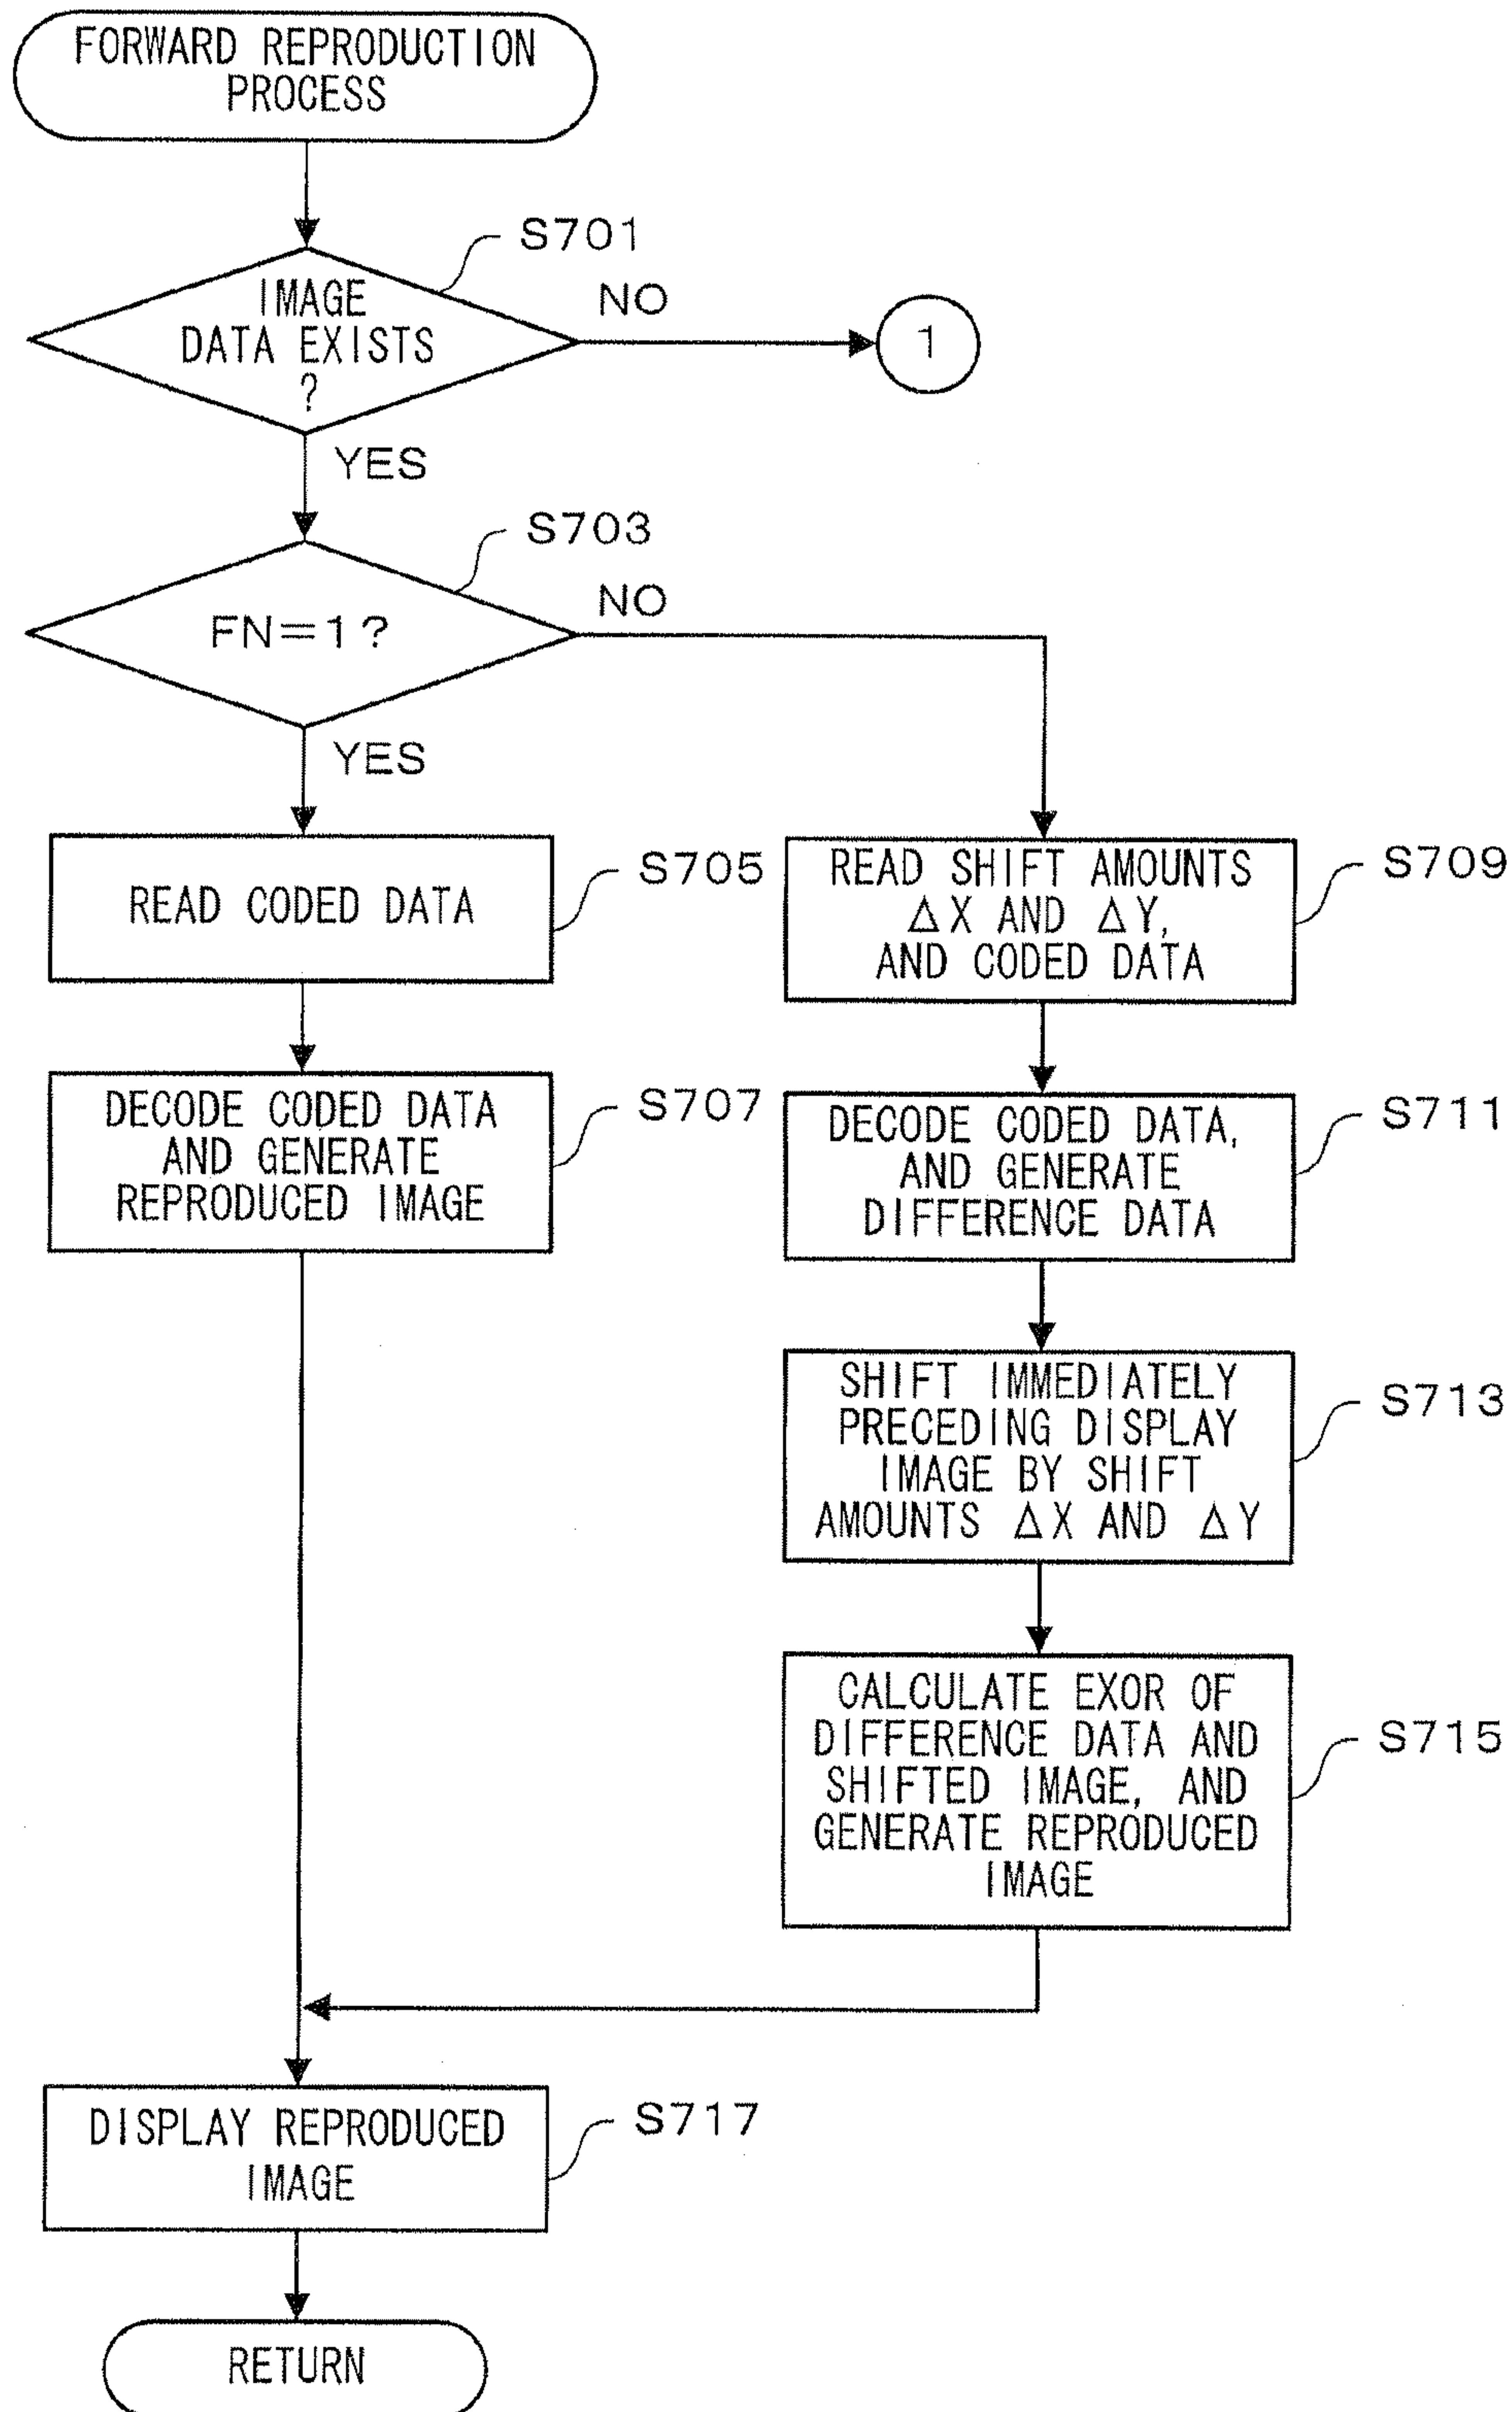 FORWARD REPRODUCTION
PROCESS
S701
IMAGE
DATA EXISTS
?
NO
1
YES
S703
FN=1?
NO
YES
READ CODED DATA
S705
DECODE CODED DATA
AND GENERATE
REPRODUCED IMAGE
S707
READ SHIFT AMOUNTS
ΔX AND ΔY,
AND CODED DATA
S709
DECODE CODED DATA,
AND GENERATE
DIFFERENCE DATA
S711
SHIFT IMMEDIATELY
PRECEDING DISPLAY
IMAGE BY SHIFT
AMOUNTS ΔX AND ΔY
S713
CALCULATE EXOR OF
DIFFERENCE DATA AND
SHIFTED IMAGE, AND
GENERATE REPRODUCED
IMAGE
S715
DISPLAY REPRODUCED
IMAGE
S717
RETURN